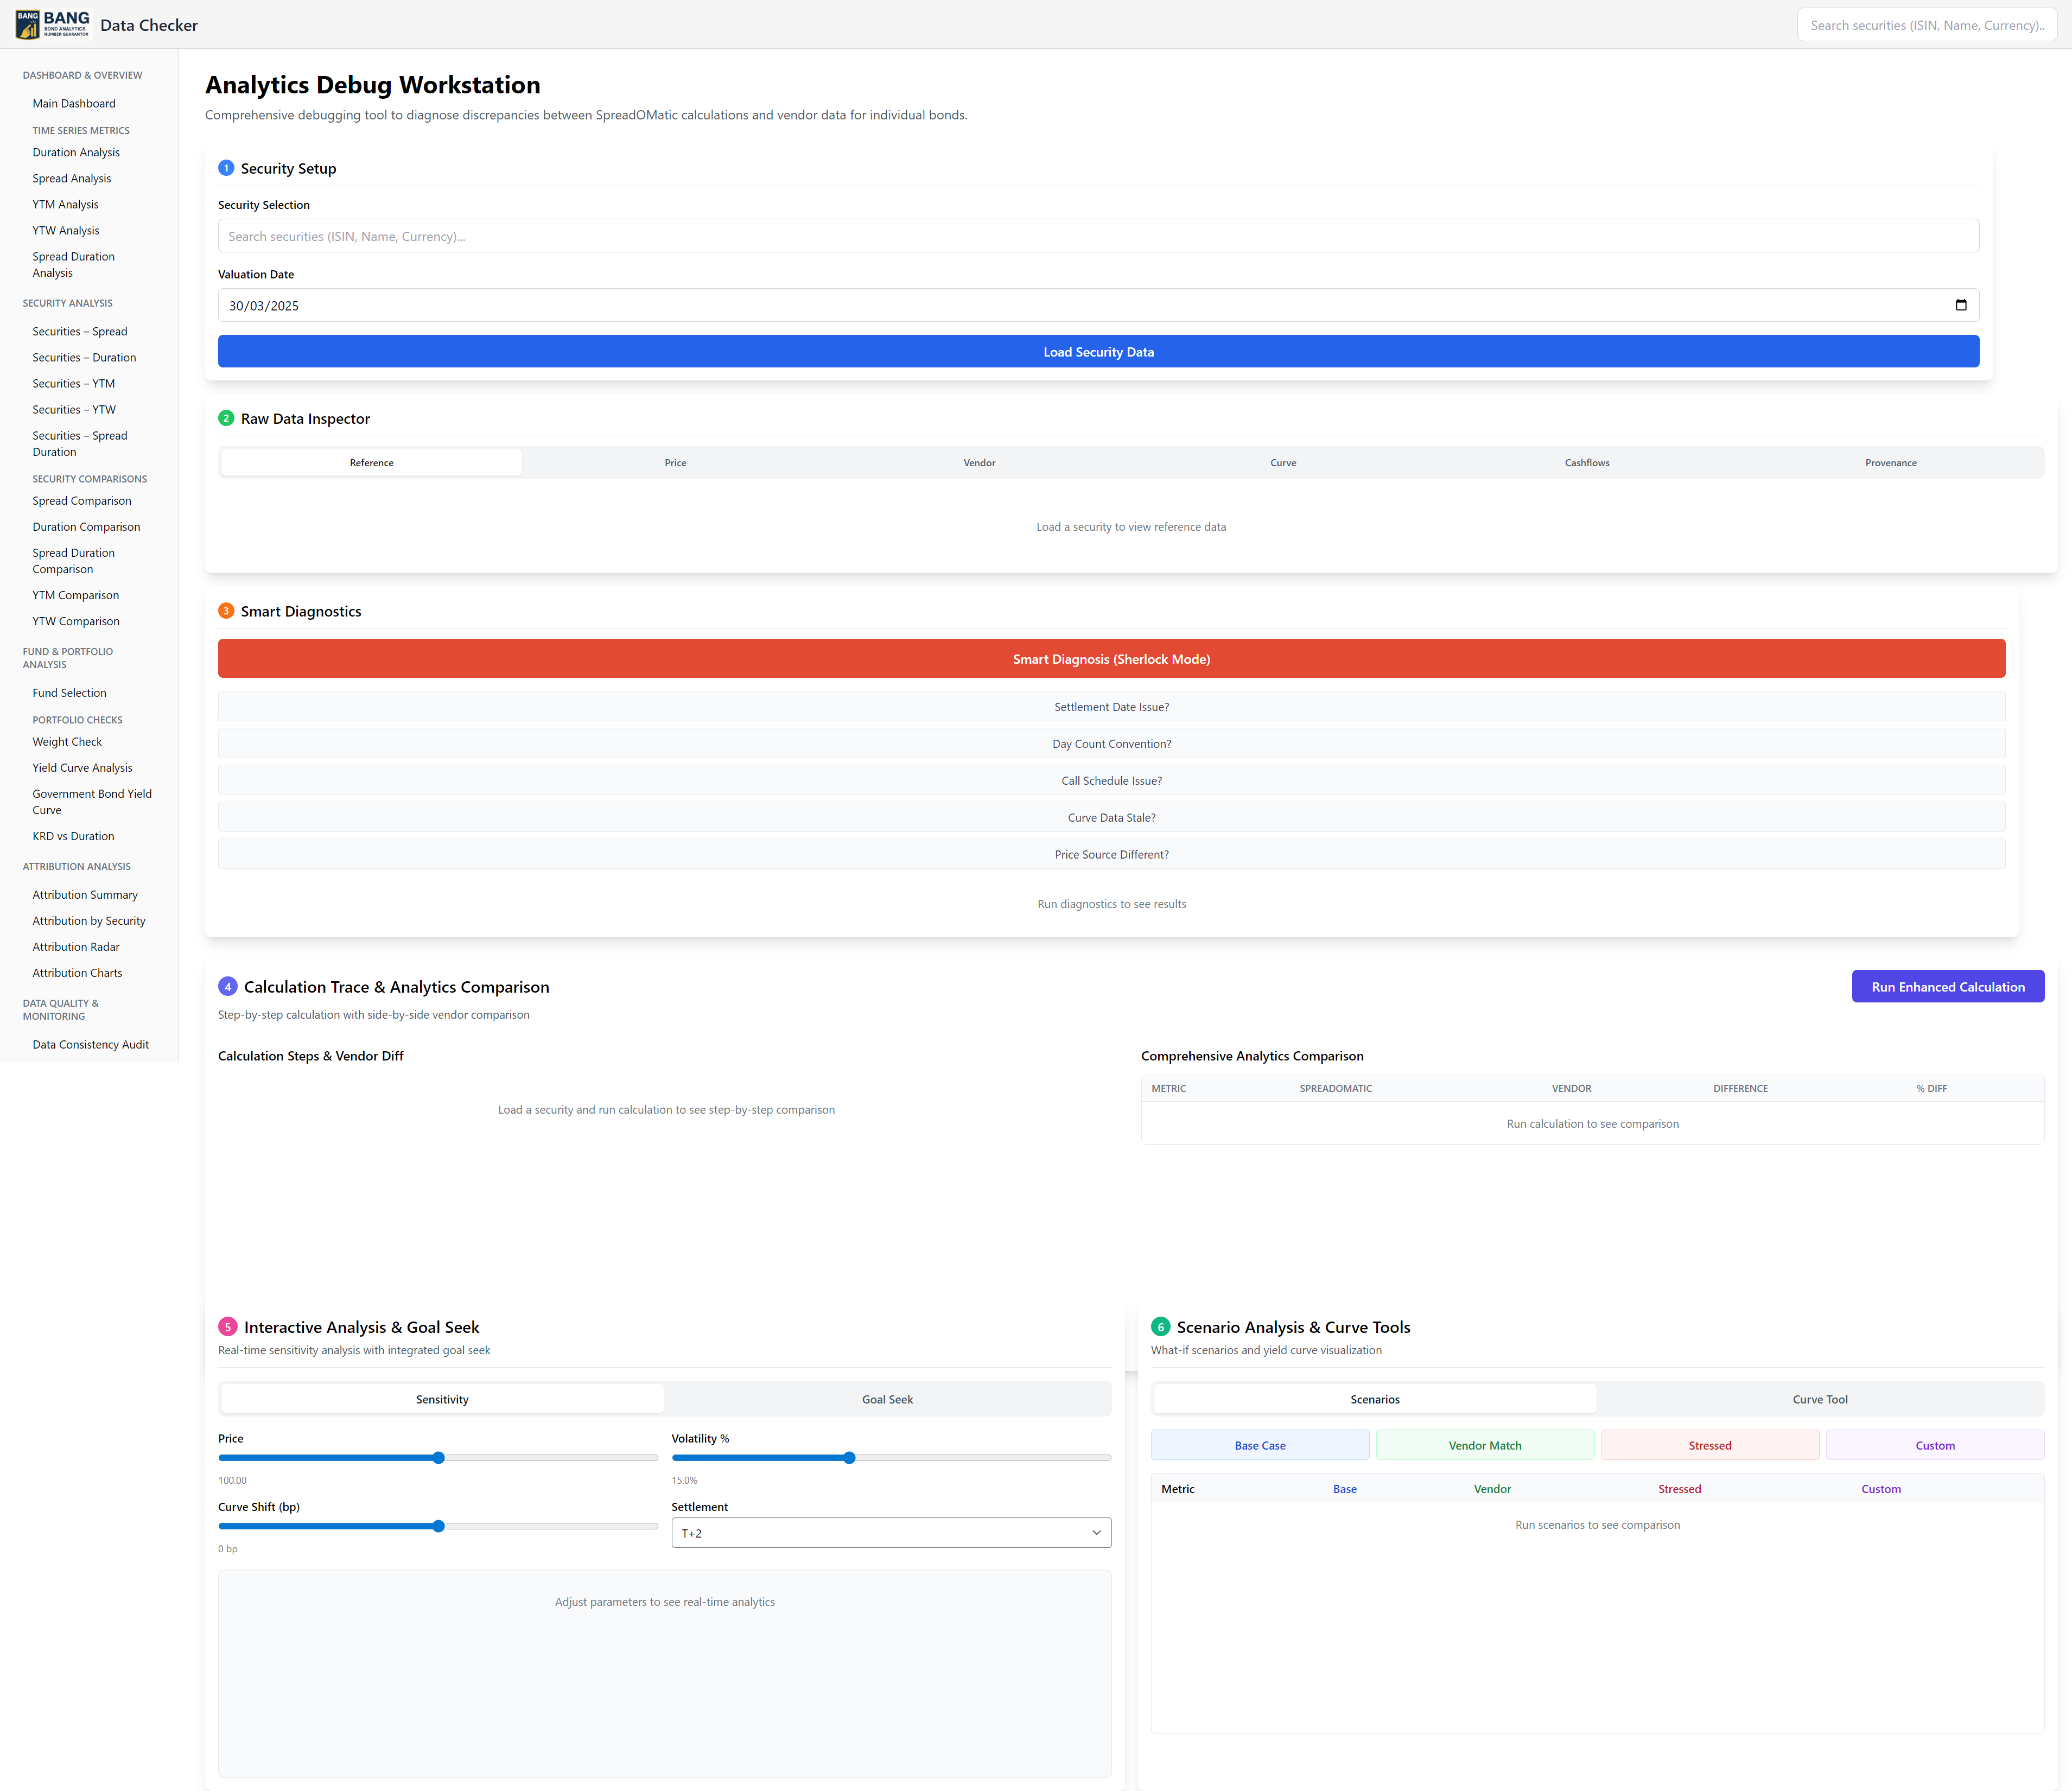 BANG
BANG
BOND ANALYTICS
NUMBER GUARANTOR
Data Checker
Search securities (ISIN, Name, Currency)..
DASHBOARD & OVERVIEW
Main Dashboard
TIME SERIES METRICS
Duration Analysis
Spread Analysis
YTM Analysis
YTW Analysis
Spread Duration
Analysis
SECURITY ANALYSIS
Securities – Spread
Securities – Duration
Securities – YTM
Securities – YTW
Securities – Spread
Duration
SECURITY COMPARISONS
Spread Comparison
Duration Comparison
Spread Duration
Comparison
YTM Comparison
YTW Comparison
FUND & PORTFOLIO
ANALYSIS
Fund Selection
PORTFOLIO CHECKS
Weight Check
Yield Curve Analysis
Government Bond Yield
Curve
KRD vs Duration
ATTRIBUTION ANALYSIS
Attribution Summary
Attribution by Security
Attribution Radar
Attribution Charts
DATA QUALITY &
MONITORING
Data Consistency Audit
Analytics Debug Workstation
Comprehensive debugging tool to diagnose discrepancies between SpreadOMatic calculations and vendor data for individual bonds.
1 Security Setup
Security Selection
Search securities (ISIN, Name, Currency)...
Valuation Date
30/03/2025
Load Security Data
2 Raw Data Inspector
Reference Price Vendor Curve Cashflows Provenance
Load a security to view reference data
3 Smart Diagnostics
Smart Diagnosis (Sherlock Mode)
Settlement Date Issue?
Day Count Convention?
Call Schedule Issue?
Curve Data Stale?
Price Source Different?
Run diagnostics to see results
4 Calculation Trace & Analytics Comparison
Run Enhanced Calculation
Step-by-step calculation with side-by-side vendor comparison
Calculation Steps & Vendor Diff
Load a security and run calculation to see step-by-step comparison
Comprehensive Analytics Comparison
METRIC SPREADOMATIC VENDOR DIFFERENCE % DIFF
Run calculation to see comparison
5 Interactive Analysis & Goal Seek
Real-time sensitivity analysis with integrated goal seek
Sensitivity Goal Seek
Price Volatility %
100.00 15.0%
Curve Shift (bp) Settlement
T+2
0 bp
Adjust parameters to see real-time analytics
6 Scenario Analysis & Curve Tools
What-if scenarios and yield curve visualization
Scenarios Curve Tool
Base Case Vendor Match Stressed Custom
Metric Base Vendor Stressed Custom
Run scenarios to see comparison